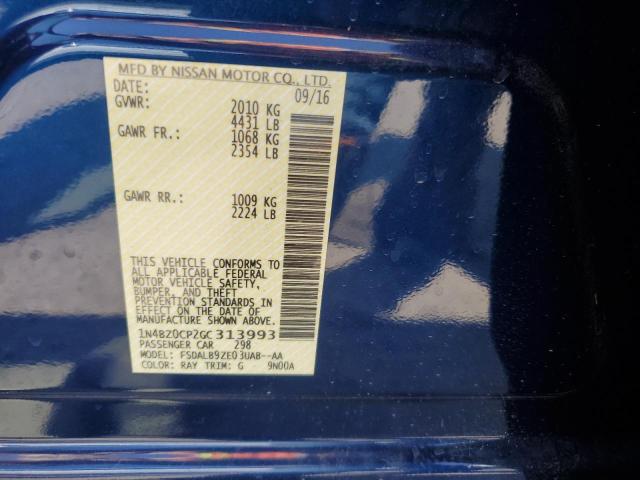 MFD BY NISSAN MOTOR CO., LTD.
DATE: 09/16
GVWR: 2010 KG
4431 LB
GAWR FR.: 1068 KG
2354 LB
GAWR RR.: 1009 KG
2224 LB
THIS VEHICLE CONFORMS TO
ALL APPLICABLE FEDERAL
MOTOR VEHICLE SAFETY,
BUMPER, AND THEFT
PREVENTION STANDARDS
IN EFFECT ON THE DATE OF
MANUFACTURE SHOWN ABOVE.
1N4BZ0CP2GC313993
PASSENGER CAR 298
MODEL: FSDALB9ZE03UAB--AA
COLOR: RAY TRIM: G 9N00A